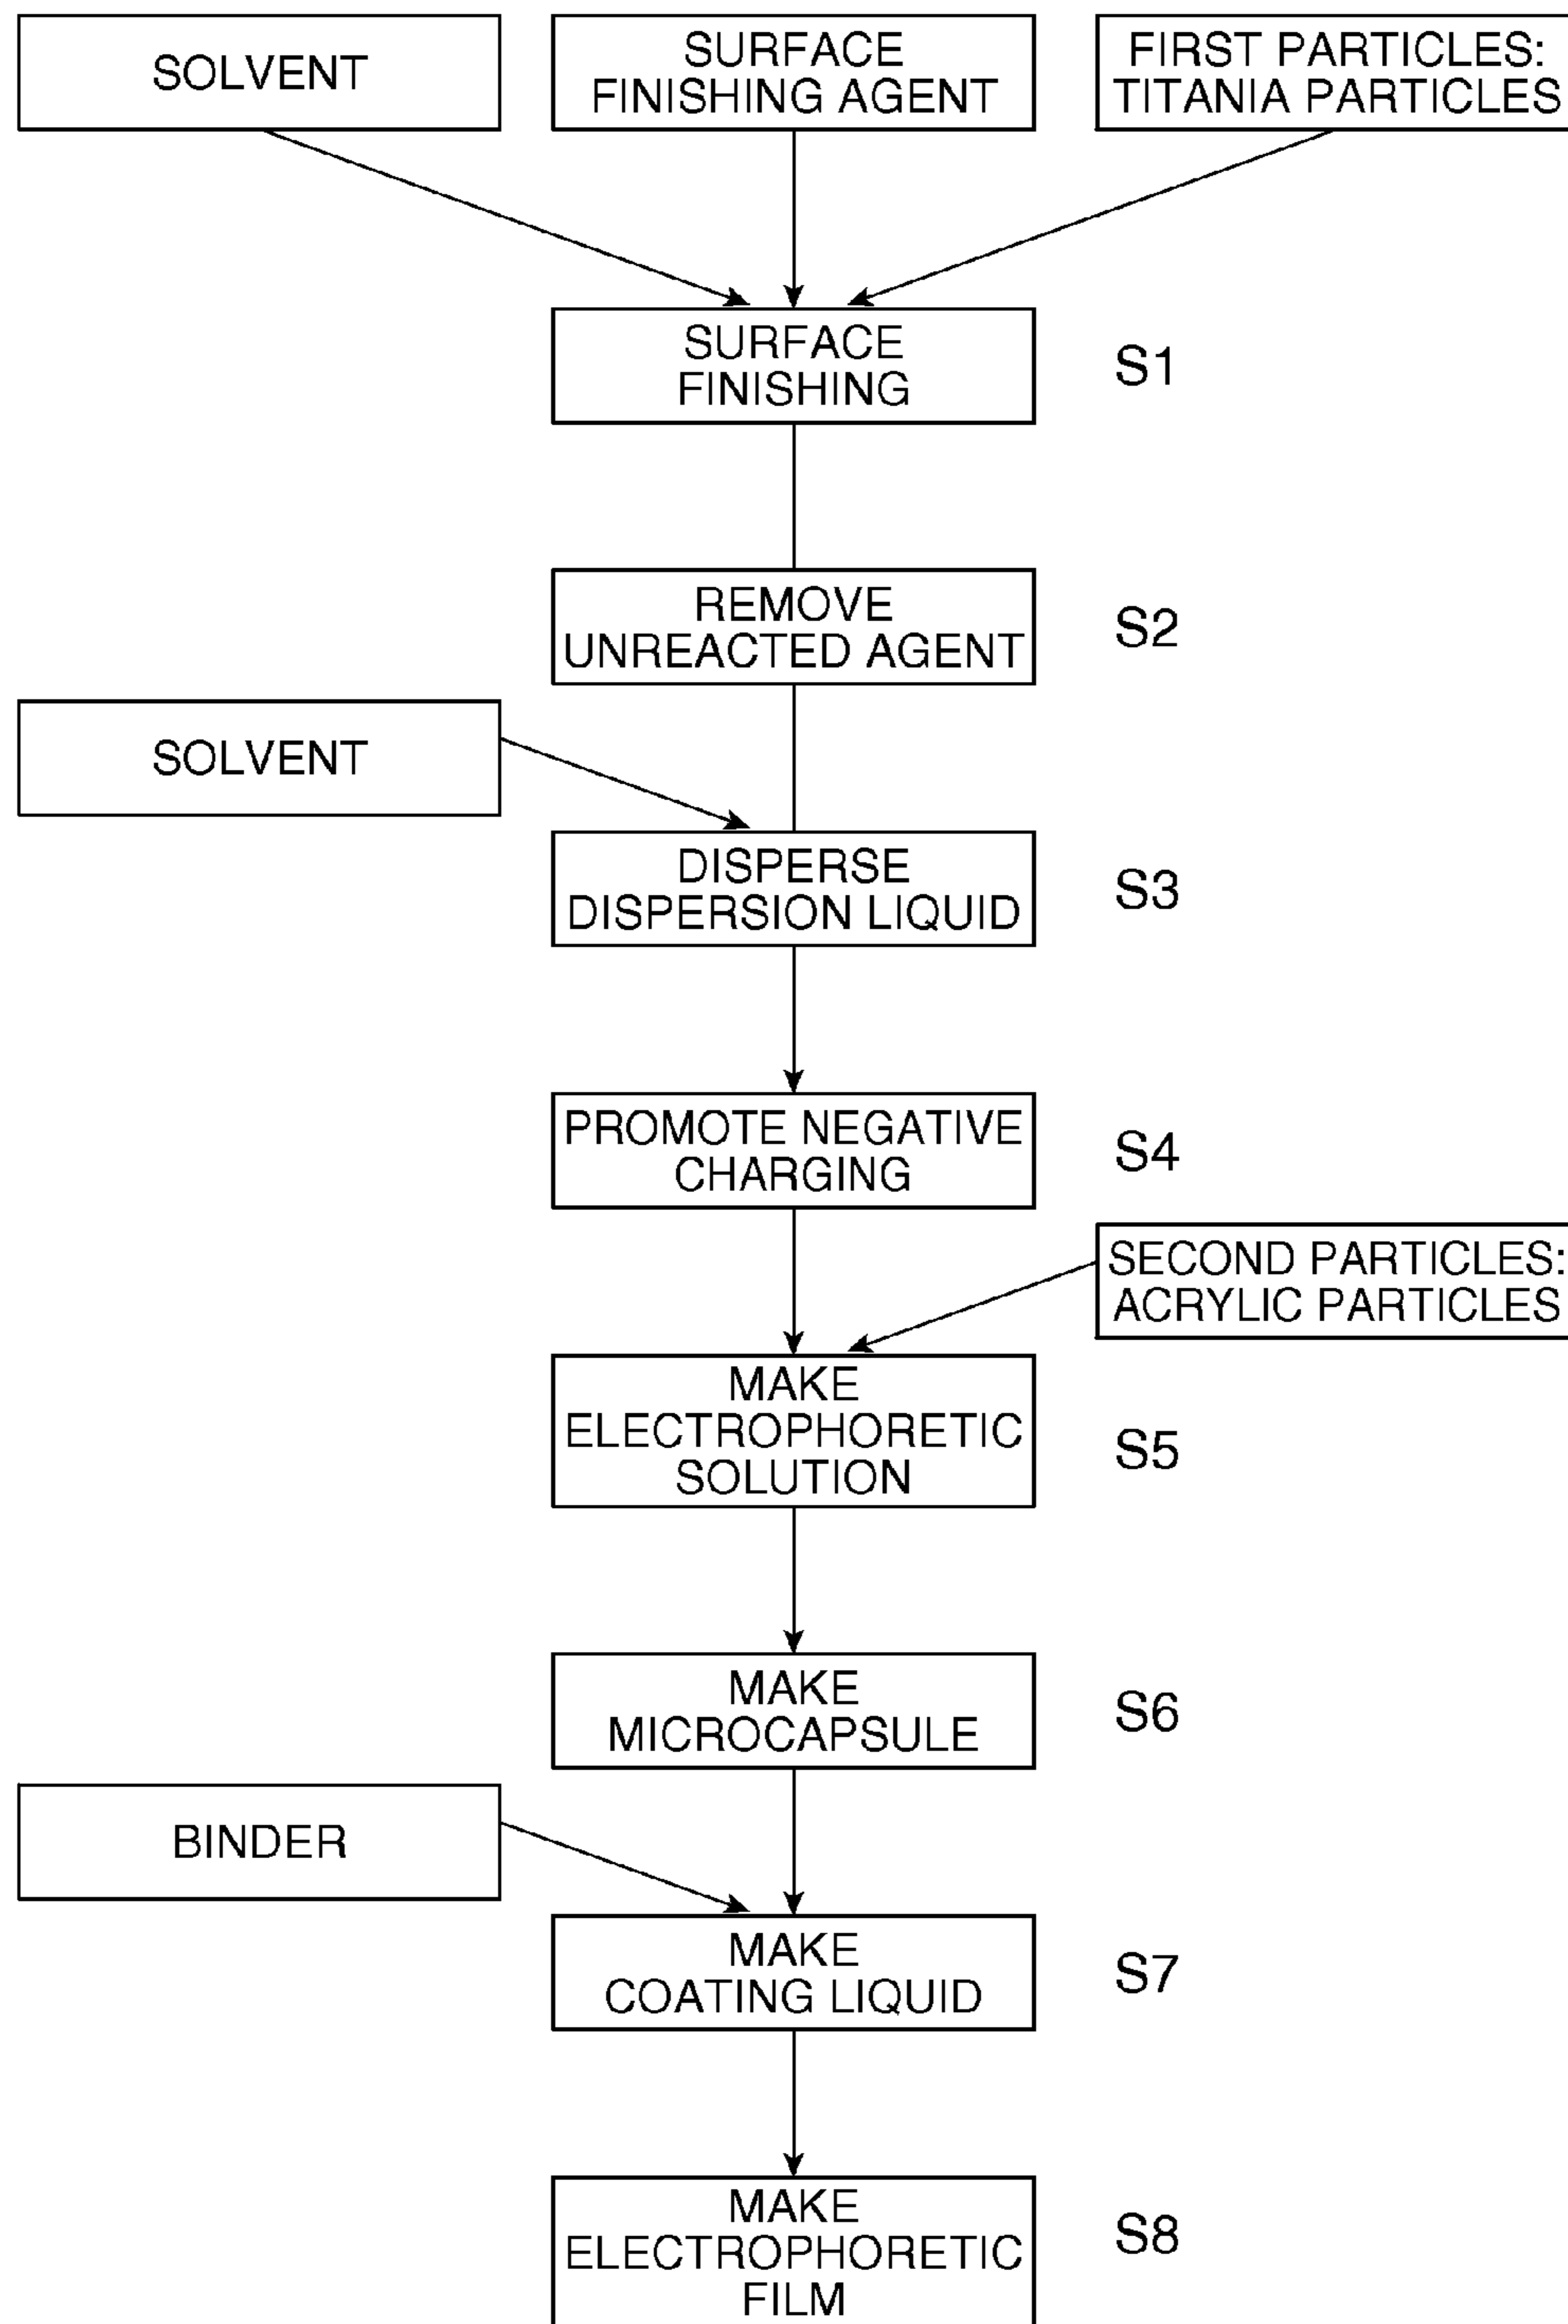 SOLVENT
SURFACE
FINISHING AGENT
FIRST PARTICLES:
TITANIA PARTICLES
SURFACE
FINISHING
S1
REMOVE
UNREACTED AGENT
S2
SOLVENT
DISPERSE
DISPERSION LIQUID
S3
PROMOTE NEGATIVE
CHARGING
S4
SECOND PARTICLES:
ACRYLIC PARTICLES
MAKE
ELECTROPHORETIC
SOLUTION
S5
MAKE
MICROCAPSULE
S6
BINDER
MAKE
COATING LIQUID
S7
MAKE
ELECTROPHORETIC
FILM
S8